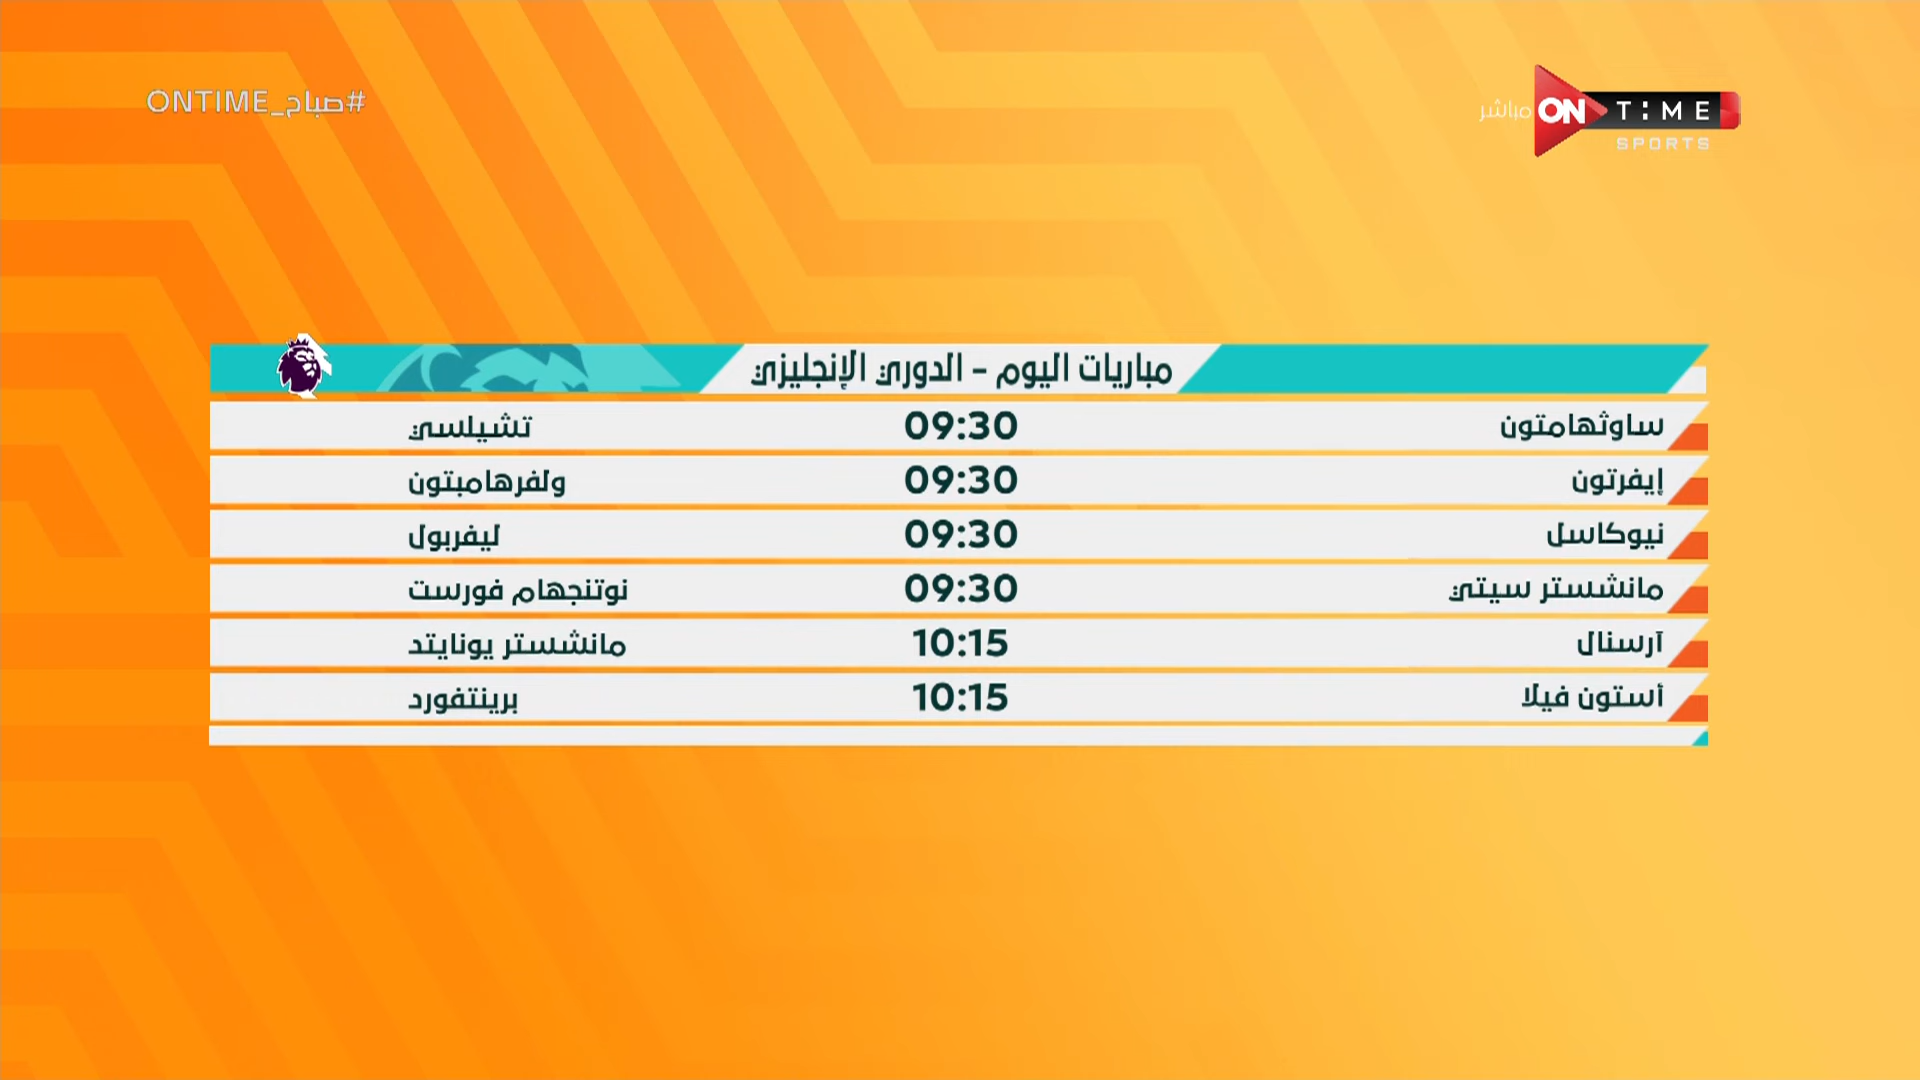 #صباح_ONTIME
مباشر ON TIME
SPORTS
مباريات اليوم - الدوري الإنجليزي
ساوثهامتون 09:30 تشيلسي
إيفرتون 09:30 ولفرهامبتون
نيوكاسل 09:30 ليفربول
مانشستر سيتي 09:30 نوتنجهام فورست
آرسنال 10:15 مانشستر يونايتد
أستون فيلا 10:15 برينتفورد